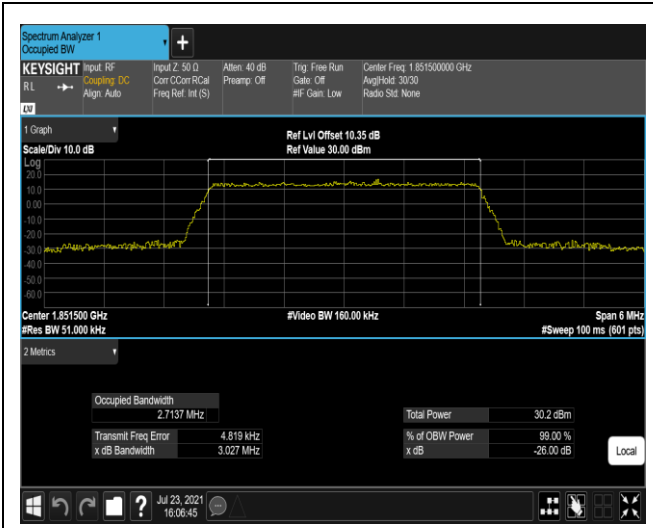 Spectrum Analyzer 1
Occupied BW
+
KEYSIGHT Input: RF Input Z: 50 Ω Atten: 40 dB Trig: Free Run Center Freq: 1.851500000 GHz
RL Coupling: DC Corr CCorr RCal Preamp: Off Gate: Off Avg|Hold: 30/30
Align: Auto Freq Ref: Int (S) #IF Gain: Low Radio Std: None
LXI
1 Graph
Ref Lvl Offset 10.35 dB
Scale/Div 10.0 dB Ref Value 30.00 dBm
Log
20.0
10.0
0.00
-10.0
-20.0
-30.0
-40.0
-50.0
-60.0
Center 1.851500 GHz #Video BW 160.00 kHz Span 6 MHz
#Res BW 51.000 kHz #Sweep 100 ms (601 pts)
2 Metrics
Occupied Bandwidth
2.7137 MHz Total Power 30.2 dBm
Transmit Freq Error 4.819 kHz % of OBW Power 99.00 %
x dB Bandwidth 3.027 MHz x dB -26.00 dB
Local
? Jul 23, 2021
16:06:45